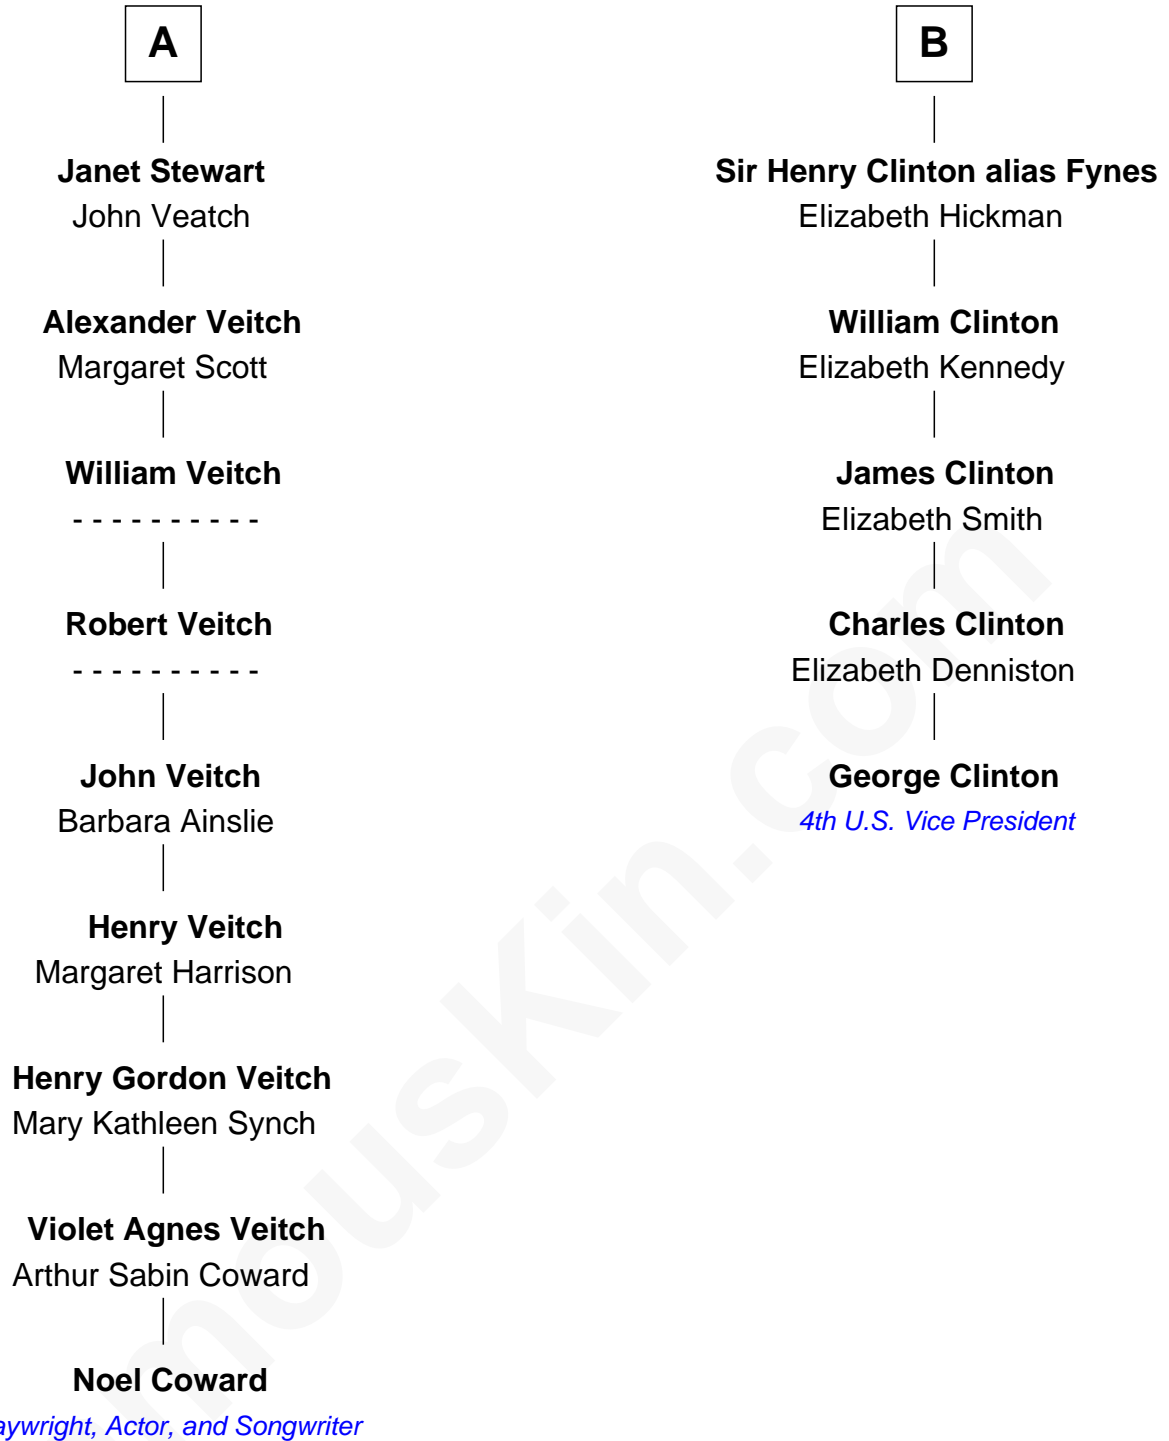 A
Janet Stewart
John Veatch
Alexander Veitch
Margaret Scott
William Veitch
- - - - - - - - - -
Robert Veitch
- - - - - - - - - -
John Veitch
Barbara Ainslie
Henry Veitch
Margaret Harrison
Henry Gordon Veitch
Mary Kathleen Synch
Violet Agnes Veitch
Arthur Sabin Coward
Noel Coward
aywright, Actor, and Songwriter
B
Sir Henry Clinton alias Fynes
Elizabeth Hickman
William Clinton
Elizabeth Kennedy
James Clinton
Elizabeth Smith
Charles Clinton
Elizabeth Denniston
George Clinton
4th U.S. Vice President
mousKin.com